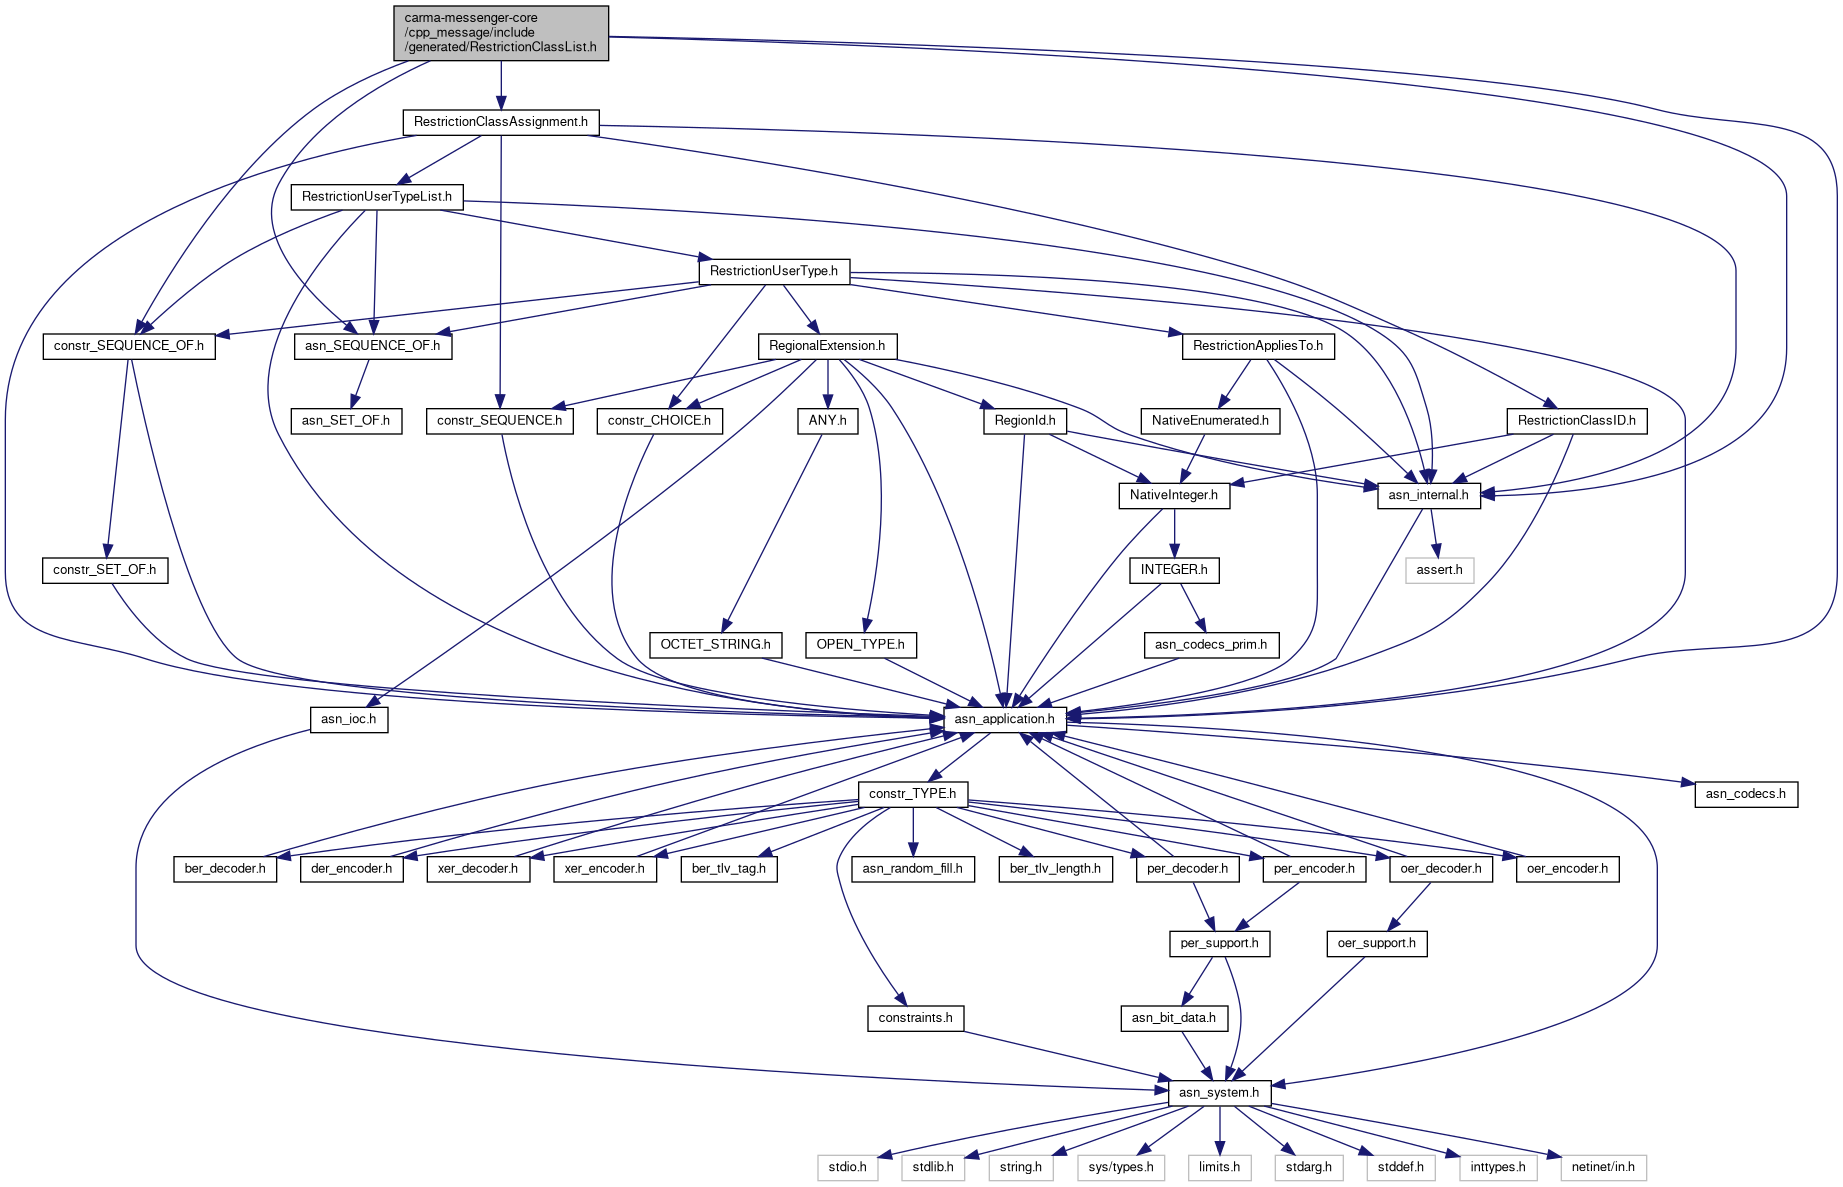 carma-messenger-core
/cpp_message/include
/generated/RestrictionClassList.h
RestrictionClassAssignment.h
RestrictionUserTypeList.h
RestrictionUserType.h
constr_SEQUENCE_OF.h
asn_SEQUENCE_OF.h
RegionalExtension.h
RestrictionAppliesTo.h
asn_SET_OF.h
constr_SEQUENCE.h
constr_CHOICE.h
ANY.h
RegionId.h
NativeEnumerated.h
RestrictionClassID.h
NativeInteger.h
asn_internal.h
constr_SET_OF.h
INTEGER.h
assert.h
OCTET_STRING.h
OPEN_TYPE.h
asn_codecs_prim.h
asn_ioc.h
asn_application.h
constr_TYPE.h
asn_codecs.h
ber_decoder.h
der_encoder.h
xer_decoder.h
xer_encoder.h
ber_tlv_tag.h
asn_random_fill.h
ber_tlv_length.h
per_decoder.h
per_encoder.h
oer_decoder.h
oer_encoder.h
per_support.h
oer_support.h
constraints.h
asn_bit_data.h
asn_system.h
stdio.h
stdlib.h
string.h
sys/types.h
limits.h
stdarg.h
stddef.h
inttypes.h
netinet/in.h